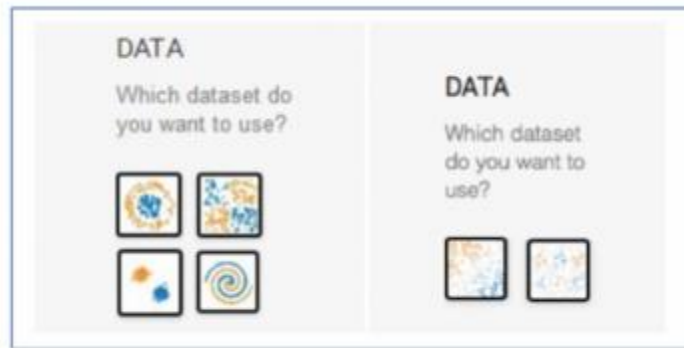 DATA
Which dataset do
you want to use?
DATA
Which dataset
do you want to
use?